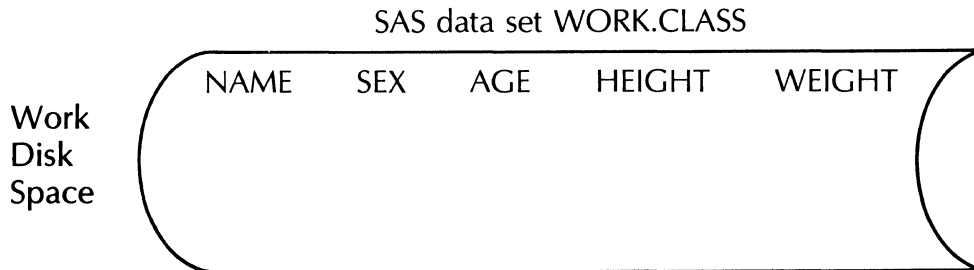 SAS data set WORK.CLASS
NAME SEX AGE HEIGHT WEIGHT
Work
Disk
Space